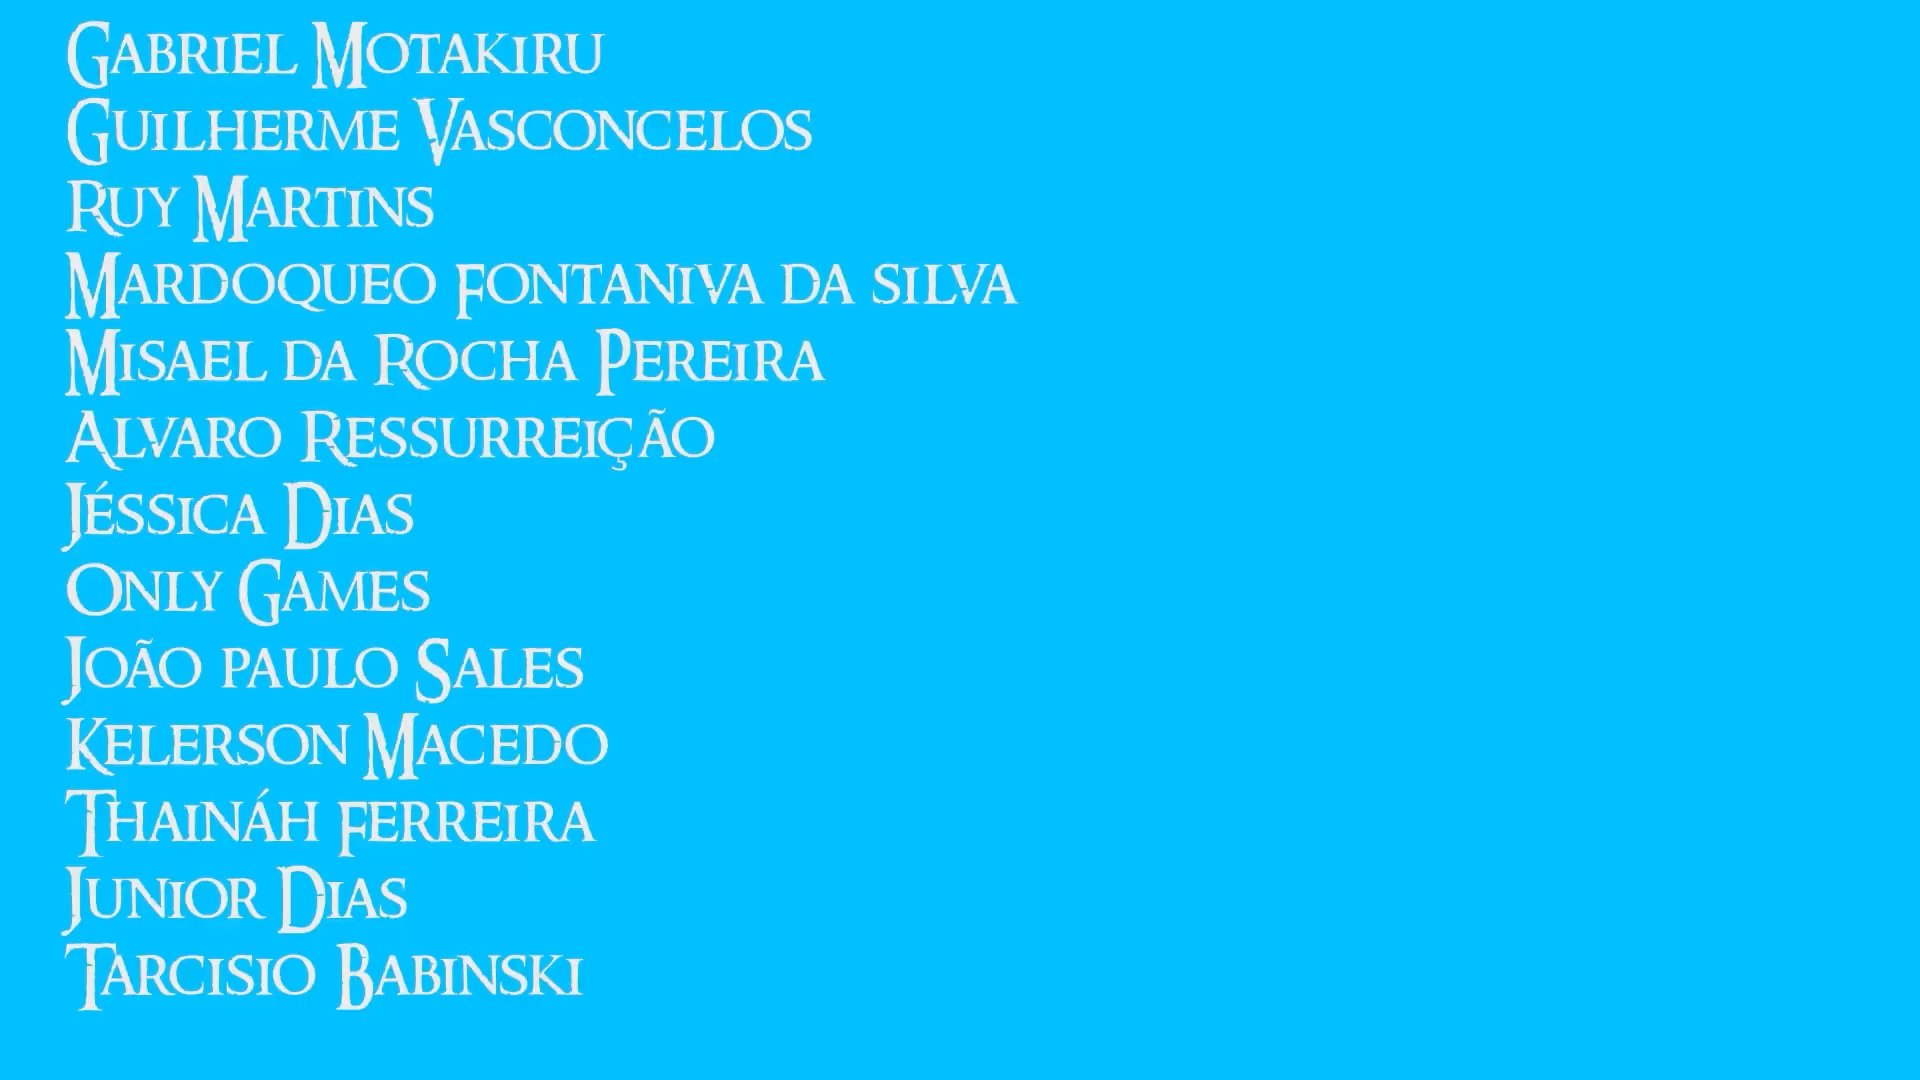 Gabriel Motakiru
Guilherme Vasconcelos
Ruy Martins
Mardoqueo Fontaniva da silva
Misael da Rocha Pereira
Alvaro Ressurreição
Jéssica Dias
Only Games
João paulo Sales
Kelerson Macedo
Thaináh Ferreira
Junior Dias
Tarcisio Babinski